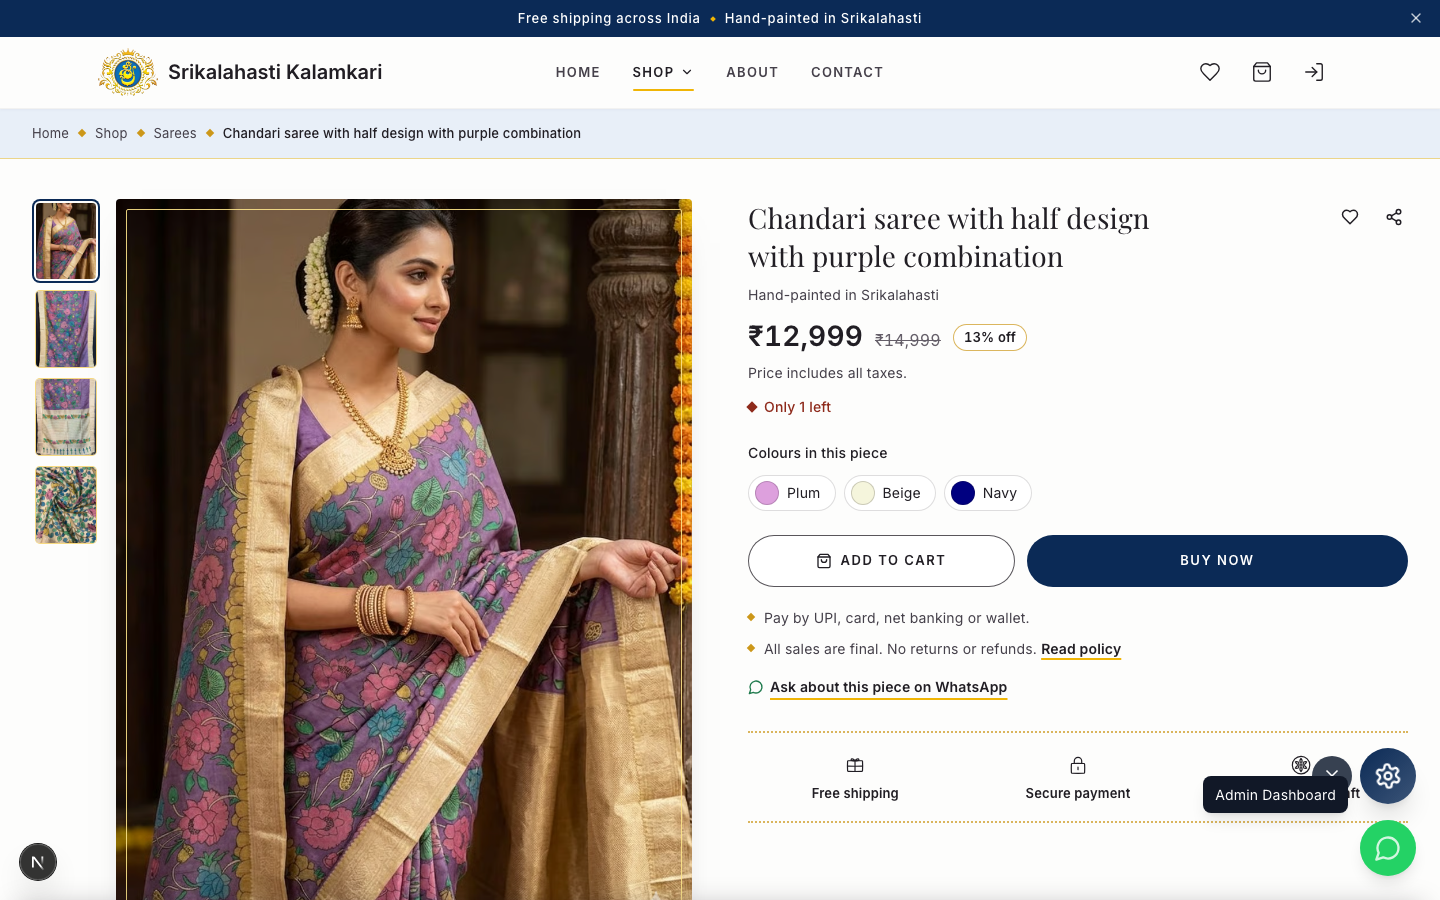 Free shipping across India ◆ Hand-painted in Srikalahasti
Srikalahasti Kalamkari
HOME
SHOP
ABOUT
CONTACT
Home ◆ Shop ◆ Sarees ◆ Chandari saree with half design with purple combination
Chandari saree with half design
with purple combination
Hand-painted in Srikalahasti
₹12,999 ₹14,999 13% off
Price includes all taxes.
Only 1 left
Colours in this piece
Plum
Beige
Navy
ADD TO CART
BUY NOW
Pay by UPI, card, net banking or wallet.
All sales are final. No returns or refunds. Read policy
Ask about this piece on WhatsApp
Free shipping
Secure payment
Admin Dashboard
N